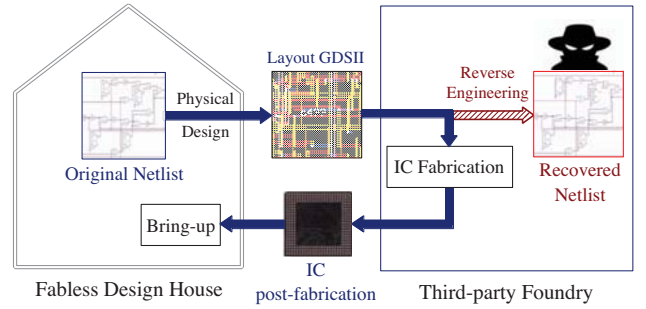 Layout GDSII
Physical
Design
Reverse
Engineering
Original Netlist
IC Fabrication
Recovered
Netlist
Bring-up
IC
post-fabrication
Fabless Design House
Third-party Foundry